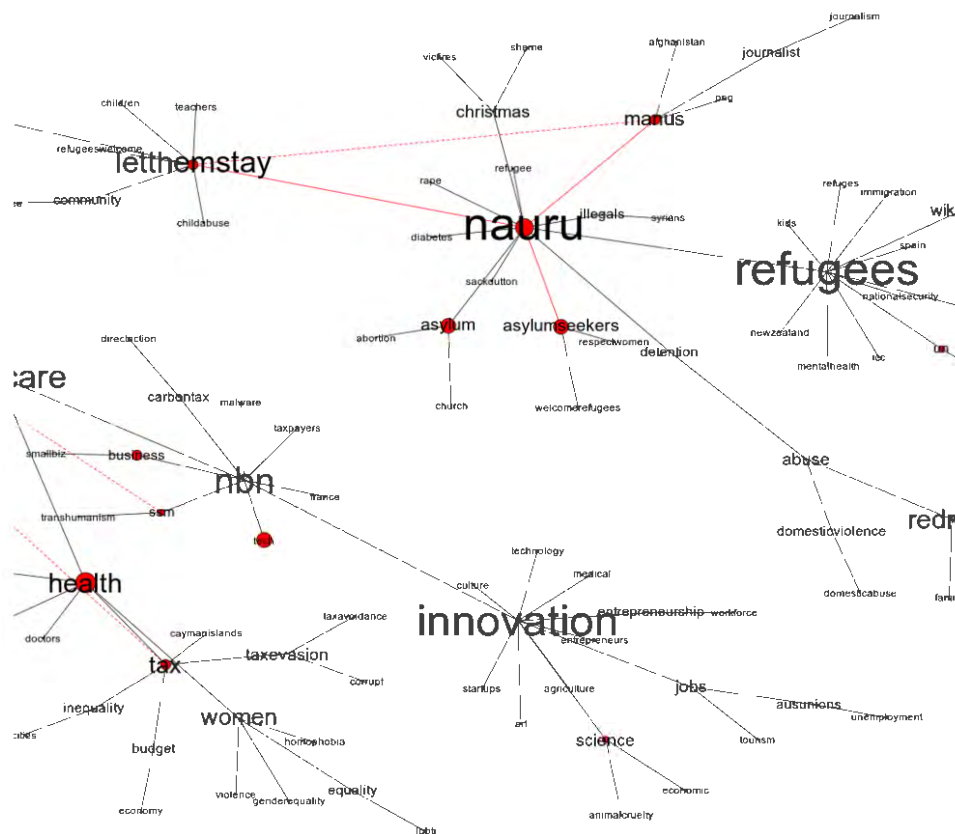 journalism
shame
afghanistan
journalist
children
teachers
christmas
manus
png
refugeeswelcome
letthemstay
refugee
community
rape
illegals
syrians
refuges
immigration
wik
childabuse
diabetes
nauru
kids
spain
refugees
sackdutton
nationalsecurity
asylum
asylumseekers
abortion
respectwomen
newzealand
detention
directaction
mentalhealth
care
church
welcomerefugees
carbontax
malware
taxpayers
smallbiz
business
abuse
nbn
france
transhumanism
ssm
domesticviolence
tech
technology
medical
health
culture
domesticabuse
entrepreneurship
workforce
innovation
doctors
taxavoidance
caymanislands
entrepreneurs
tax
taxevasion
corrupt
startups
agriculture
jobs
inequality
women
art
ausunions
unemployment
budget
homophobia
science
tourism
violence
genderequality
equality
economic
economy
animalcruelty